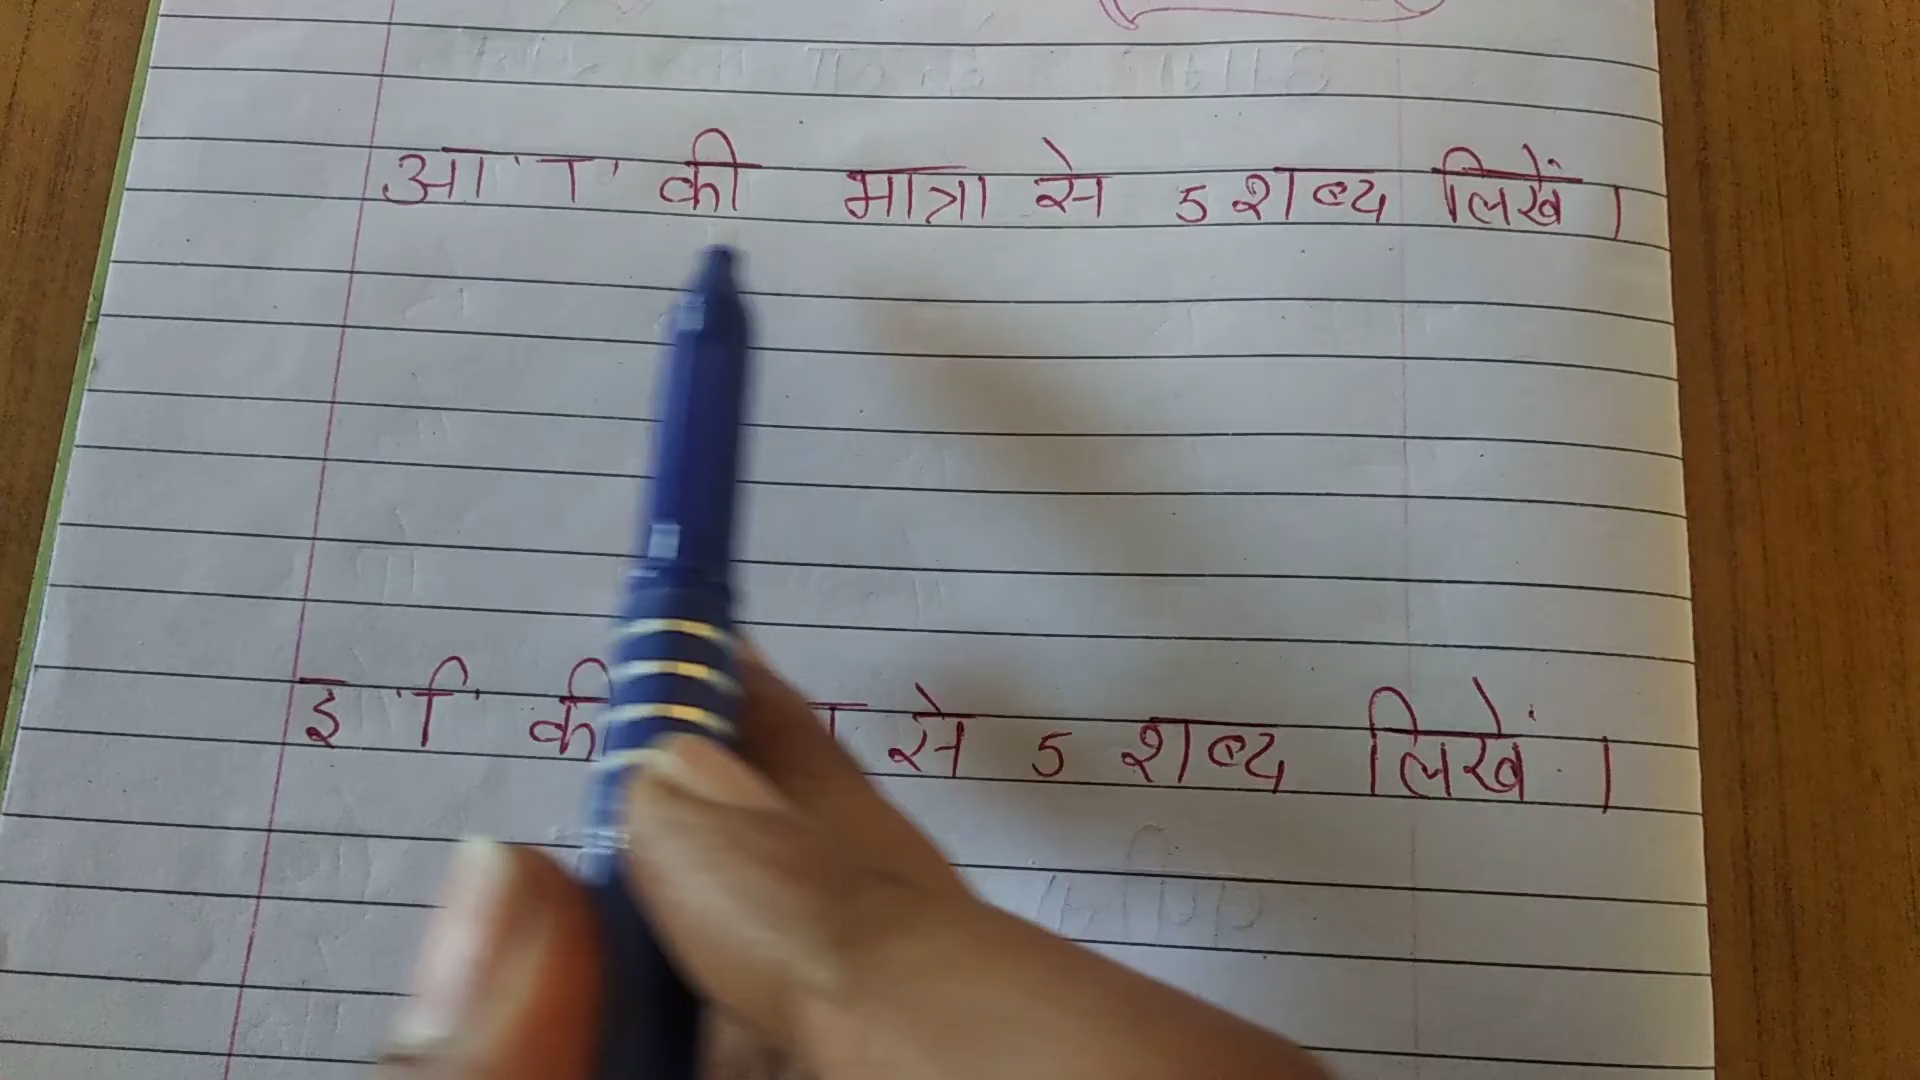 आ 'ा' की मात्रा से 5 शब्द लिखें ।
इ 'ि' की से 5 शब्द लिखें ।